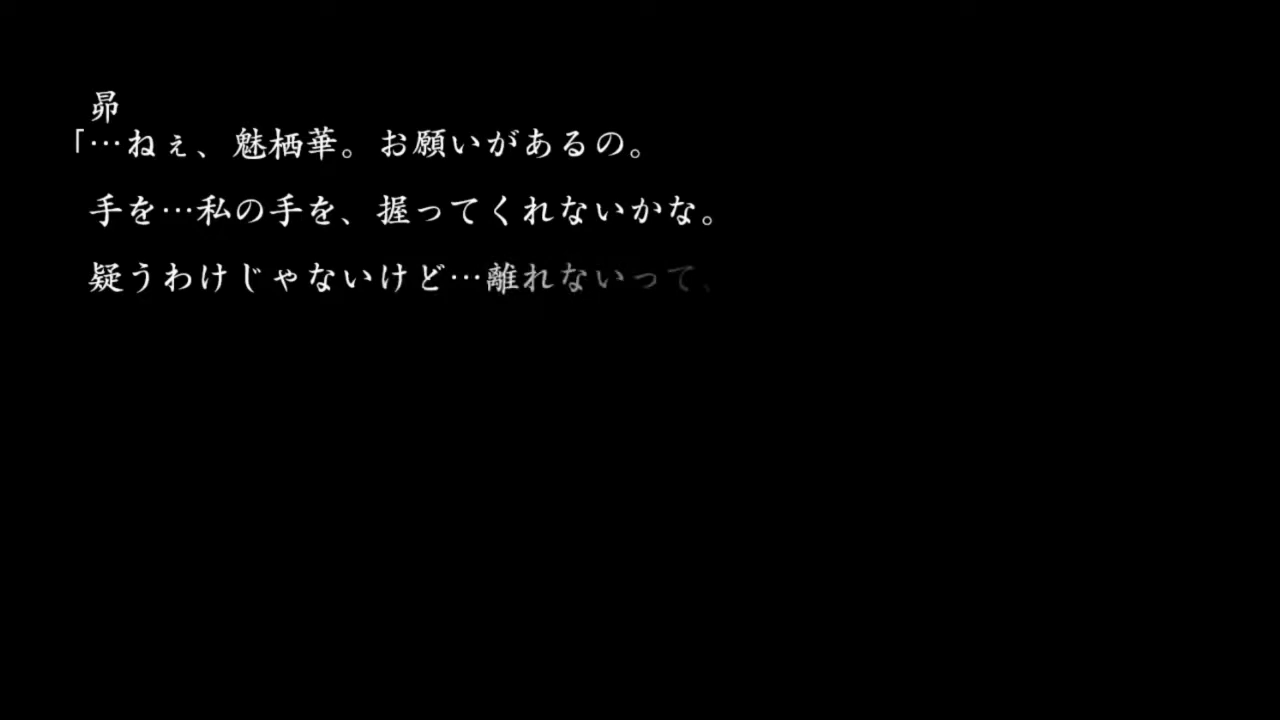 昴
「…ねぇ、魅栖華。お願いがあるの。
手を…私の手を、握ってくれないかな。
疑うわけじゃないけど…離れないって、